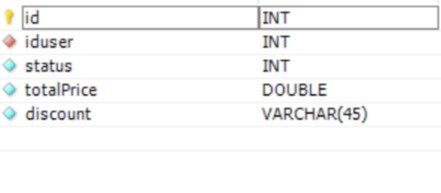 id INT
iduser INT
status INT
totalPrice DOUBLE
discount VARCHAR(45)